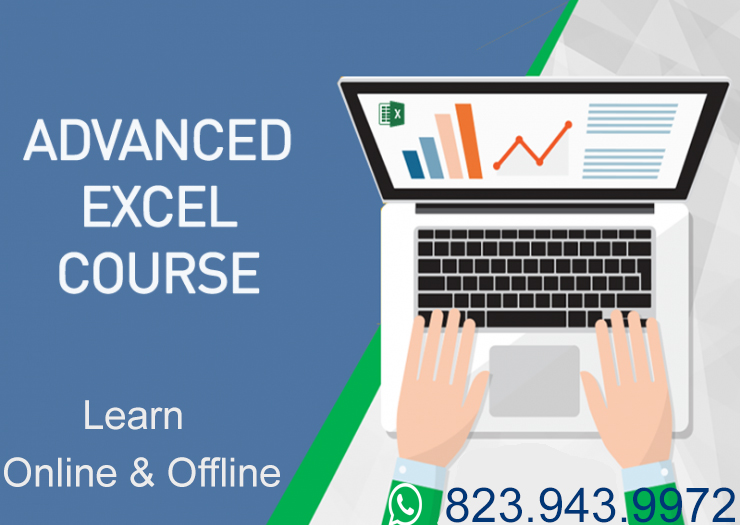 ADVANCED
EXCEL
COURSE
Learn
Online & Offline
X
823.943.9972